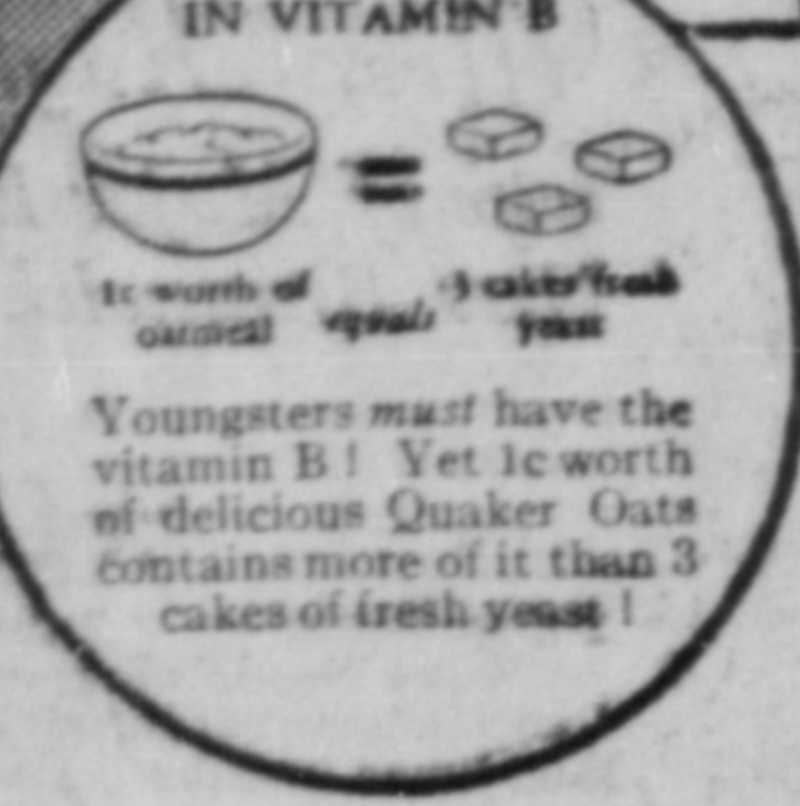 IN VITAMIN B
1c worth of
oatmeal
equals
3 cakes fresh
yeast
Youngsters must have the
vitamin B! Yet 1c worth
of delicious Quaker Oats
contains more of it than 3
cakes of fresh yeast!